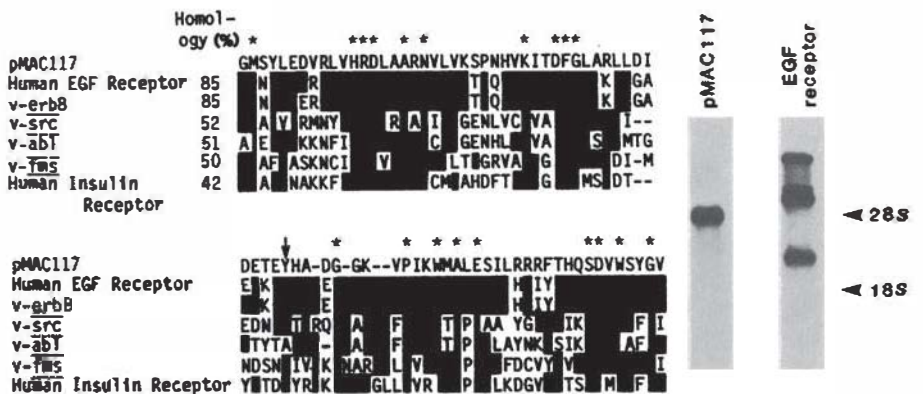 Homol-
ogy (%) * *** * * * ***
pMAC117 GMSYLEDVRLVHRDLAARNVLVKSPNHVKITDFGLARLLDI
Human EGF Receptor 85 N R T Q K GA
v-erbB 85 N ER T Q K GA
v-src 52 A Y RMNY R A I GENLVC VA I--
v-abl 51 A E KKNFI C GENHL VA S MTG
v-fms 50 AF ASKNCI V LT GRVA G DI-M
Human Insulin Receptor 42 A NAKKF CM AHDFT G MS DT--
* * * * * ** * *
pMAC117 DETEYHA-DG-GK--VPIKWMALESILRRRFTHQSDVWSYGV
Human EGF Receptor E K E H IY
v-erbB K E H IY
v-src EDN T RQ A F T P AA YG IK F I
v-abl TYTA - A F T P LAYNK SIK AF
v-fms NDSN IV K NAR L V P FDCVY V I
Human Insulin Receptor Y TD YR K GLL VR P LKDGV TS M F
pMAC117
EGF
receptor
28S
18S